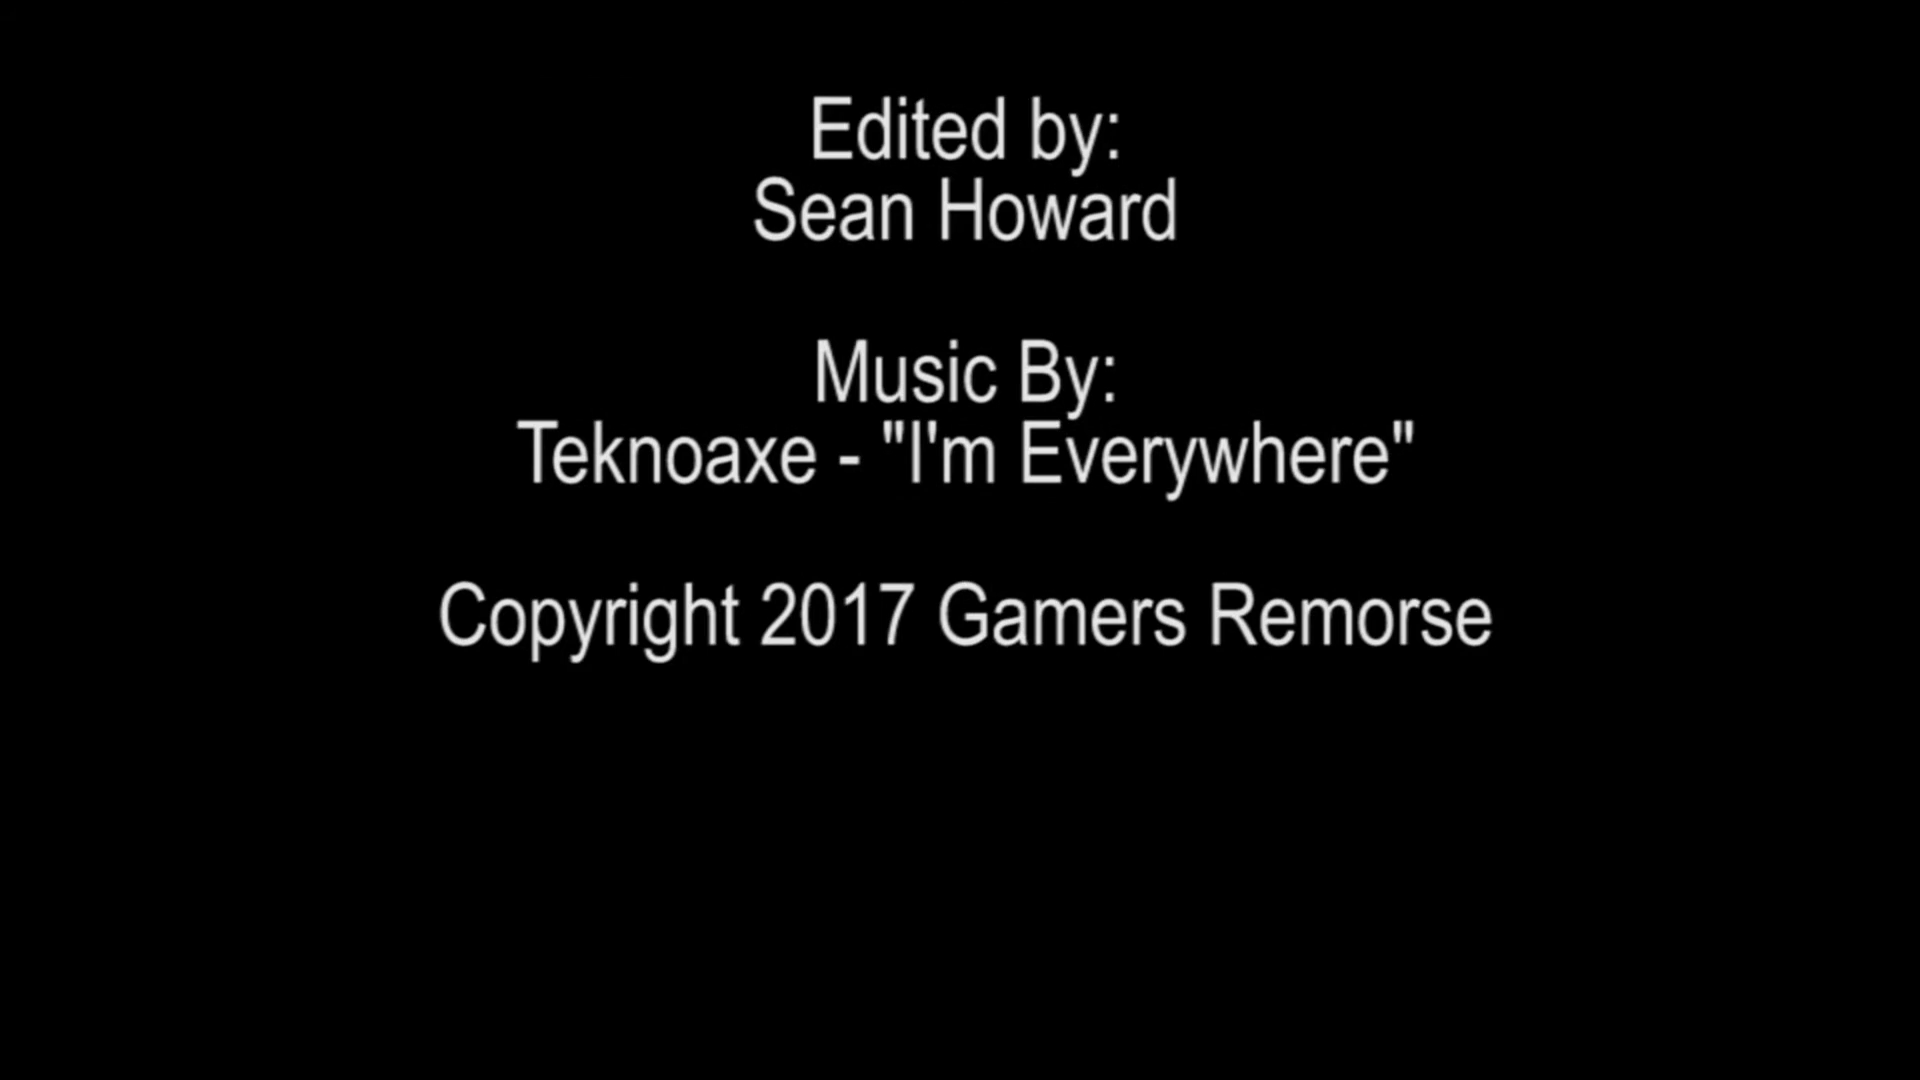 Edited by:
Sean Howard
Music By:
Teknoaxe - "I'm Everywhere"
Copyright 2017 Gamers Remorse